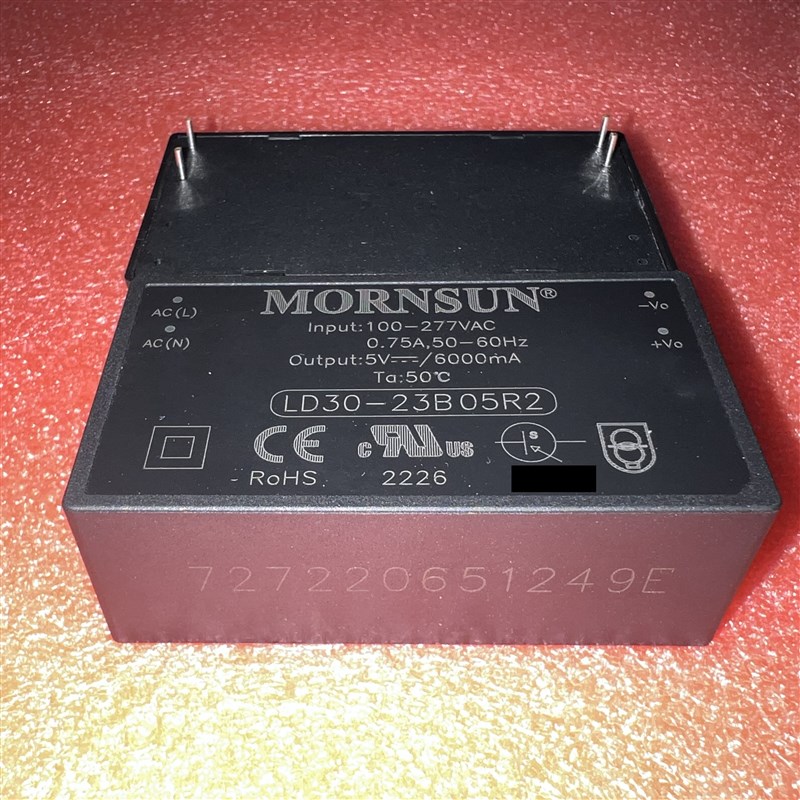 MORNSUN®
AC(L)
AC(N)
Input:100-277VAC
0.75A,50-60Hz
Output:5V⎓/6000mA
Ta:50℃
-Vo
+Vo
LD30-23B05R2
CE
c RU US
S
RoHS
2226
727220651249E